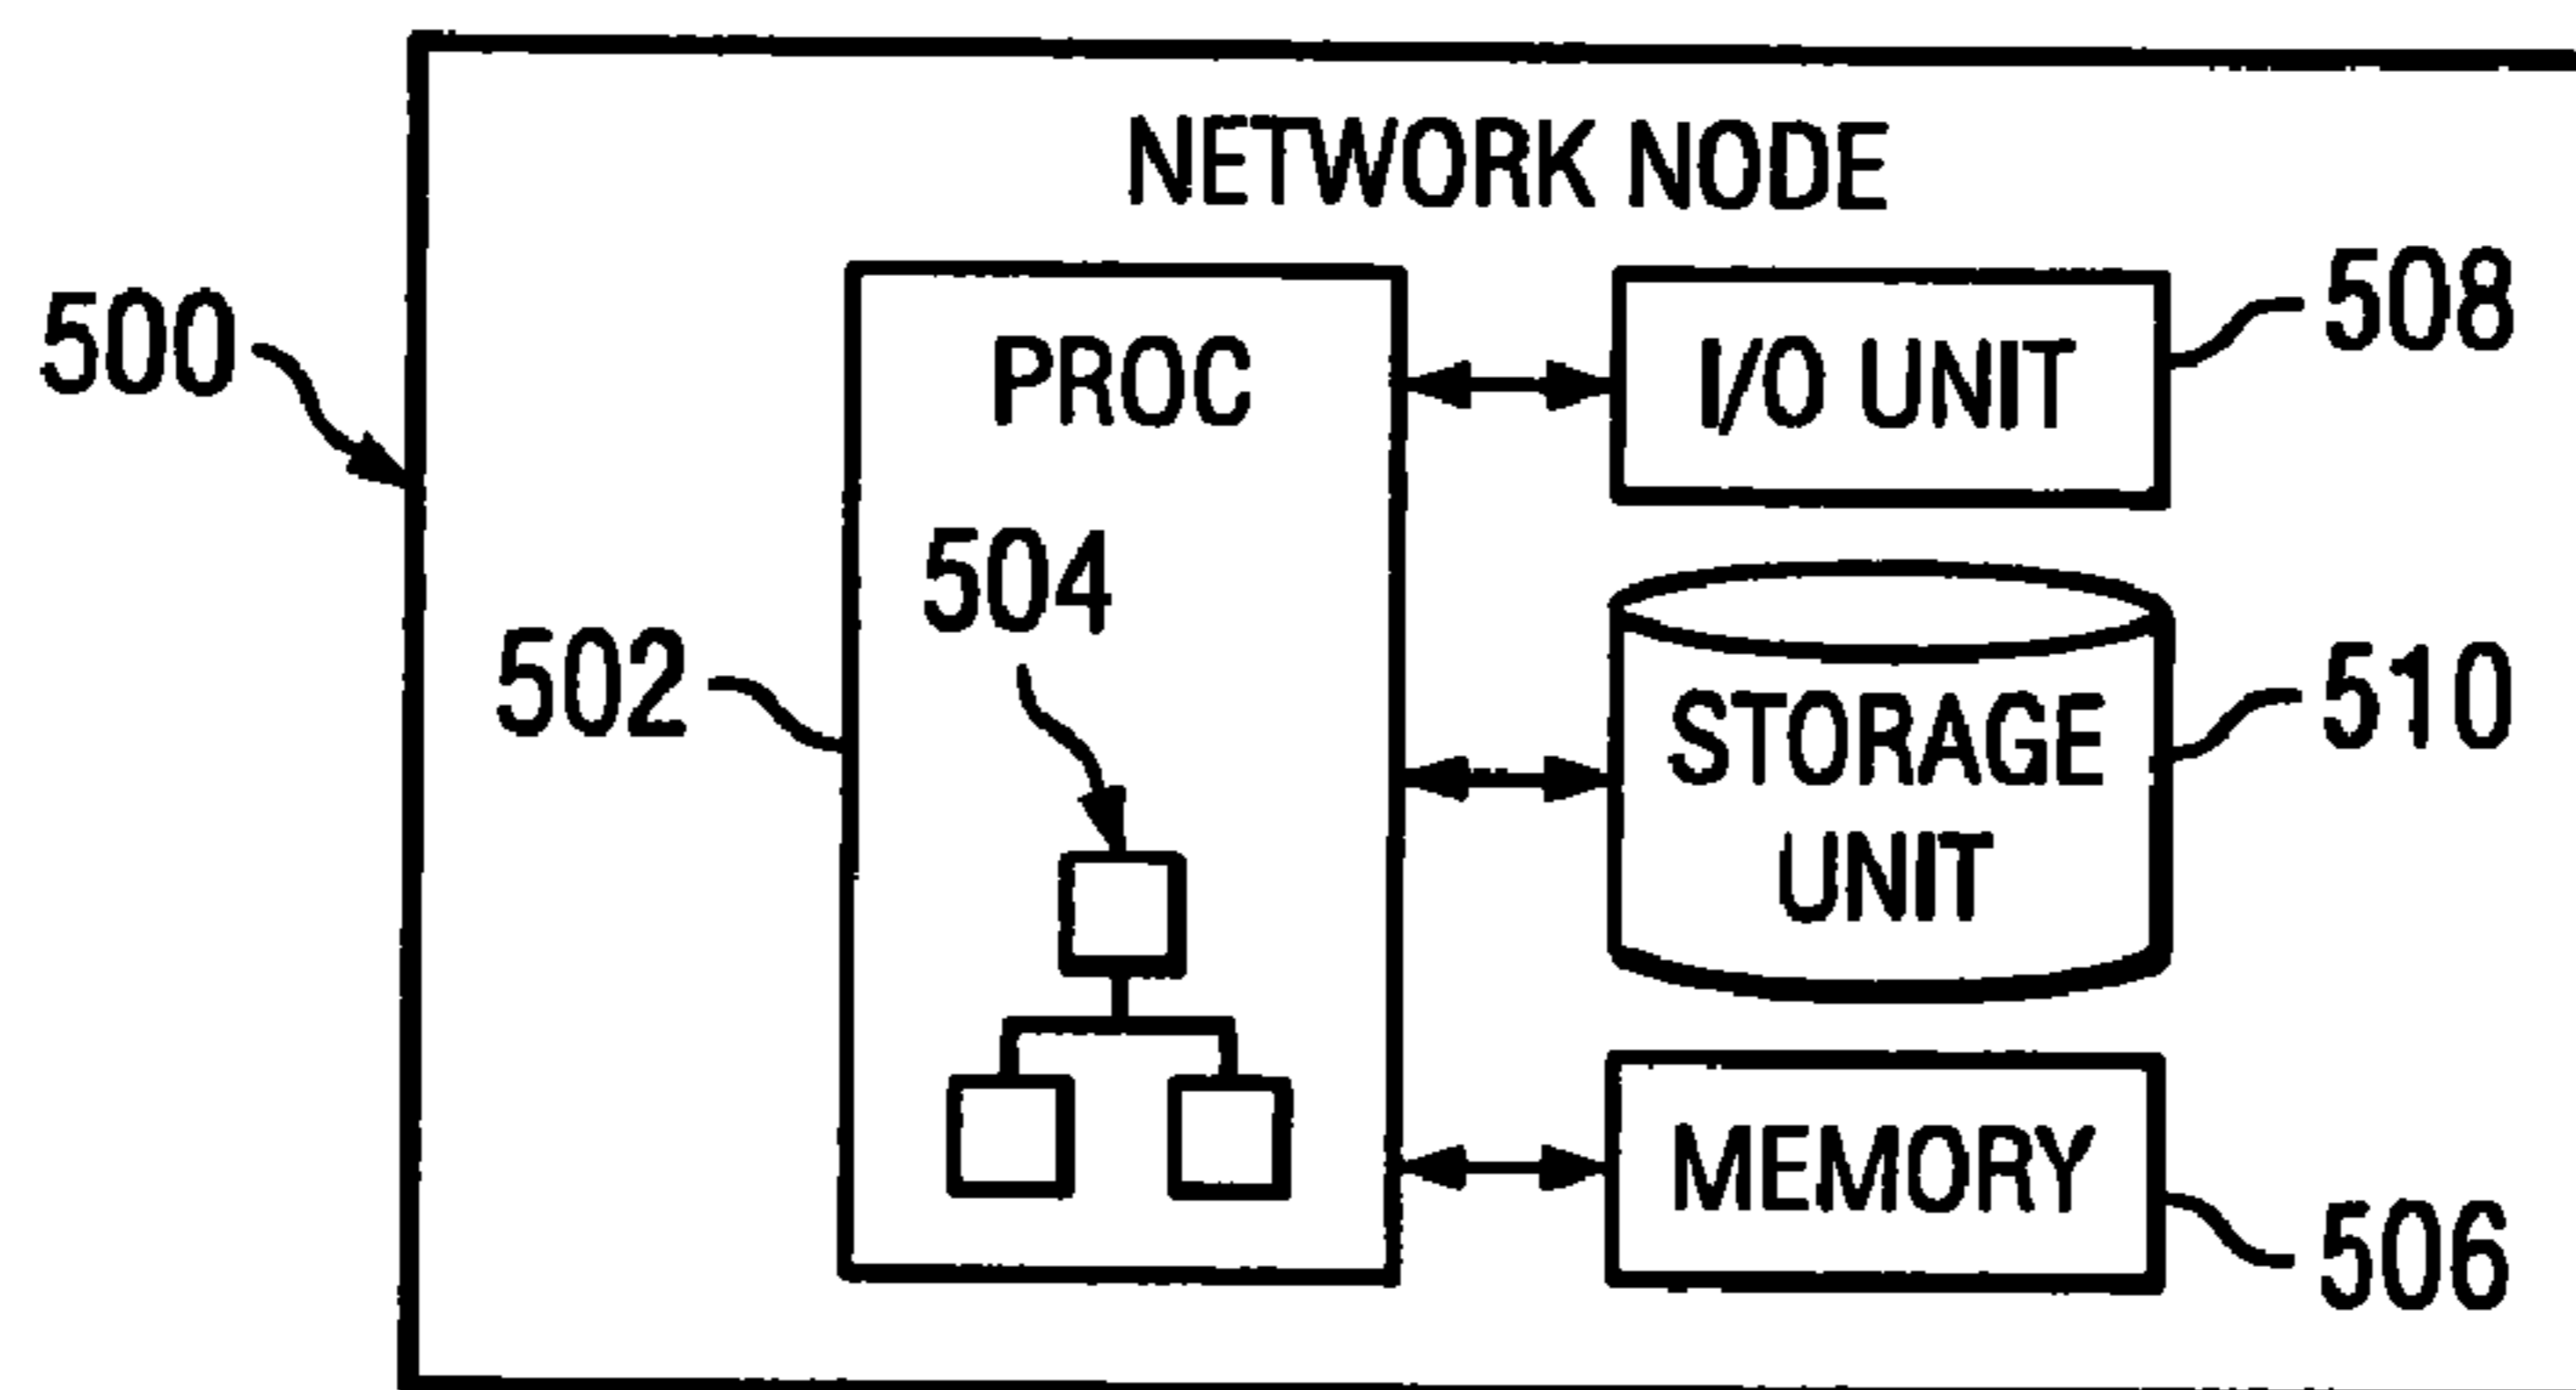 NETWORK NODE
500
PROC
I/O UNIT
508
504
502
STORAGE
UNIT
510
MEMORY
506